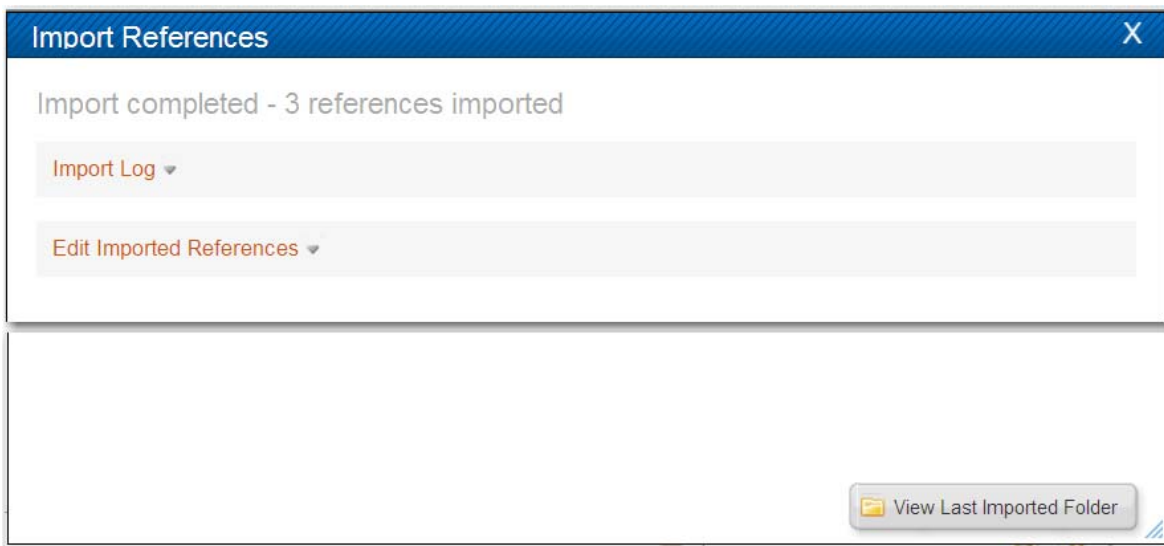 Import References X
Import completed - 3 references imported
Import Log
Edit Imported References
View Last Imported Folder